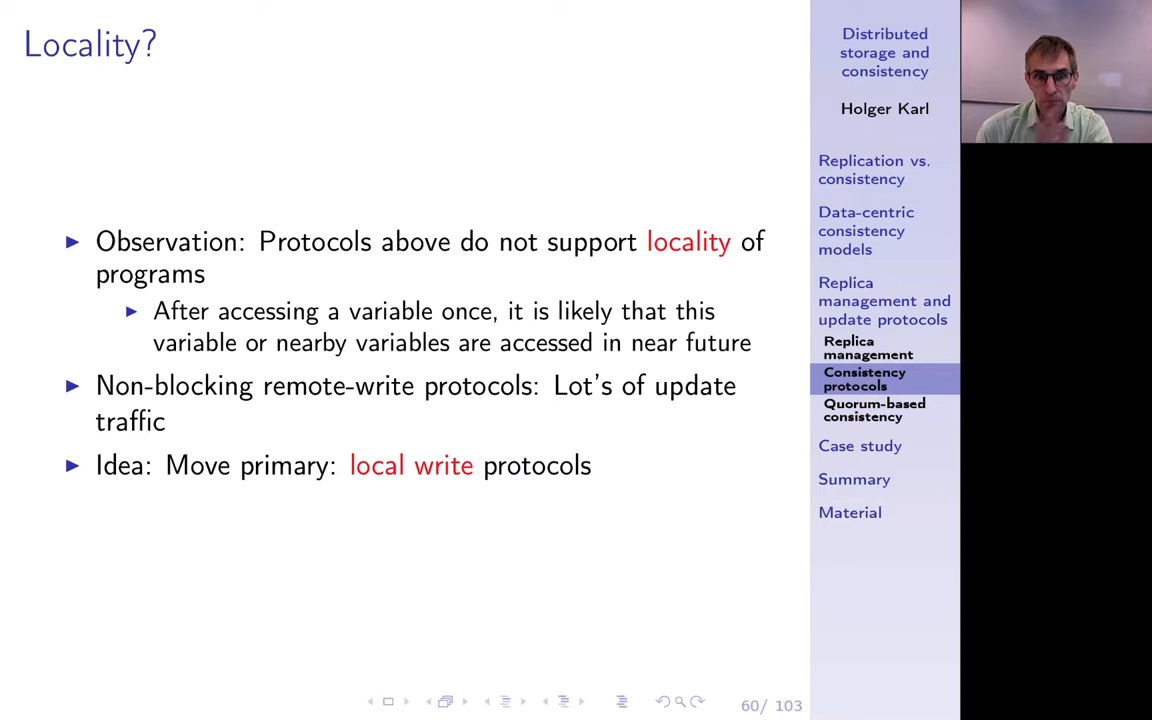 Locality?
Observation: Protocols above do not support locality of
programs
After accessing a variable once, it is likely that this
variable or nearby variables are accessed in near future
Non-blocking remote-write protocols: Lot's of update
traffic
Idea: Move primary: local write protocols
Distributed
storage and
consistency
Holger Karl
Replication vs.
consistency
Data-centric
consistency
models
Replica
management and
update protocols
Replica
management
Consistency
protocols
Quorum-based
consistency
Case study
Summary
Material
60/ 103